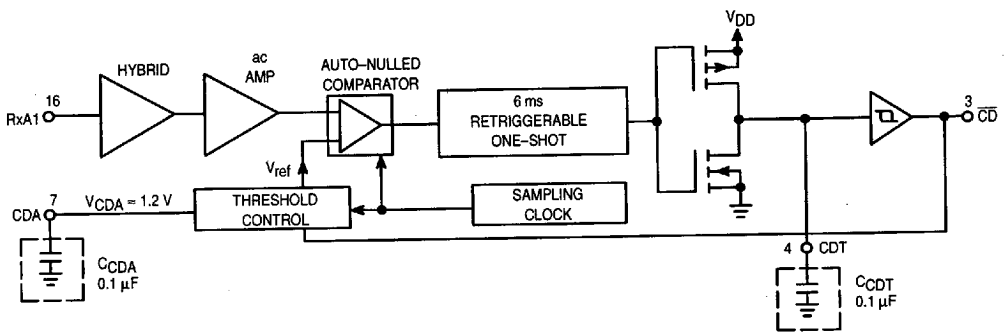 HYBRID
ac
AMP
AUTO–NULLED
COMPARATOR
6 ms
RETRIGGERABLE
ONE–SHOT
VDD
16
RxA1
3
CD
Vref
7
CDA
VCDA = 1.2 V
THRESHOLD
CONTROL
SAMPLING
CLOCK
4
CDT
CCDA
0.1 µF
CCDT
0.1 µF